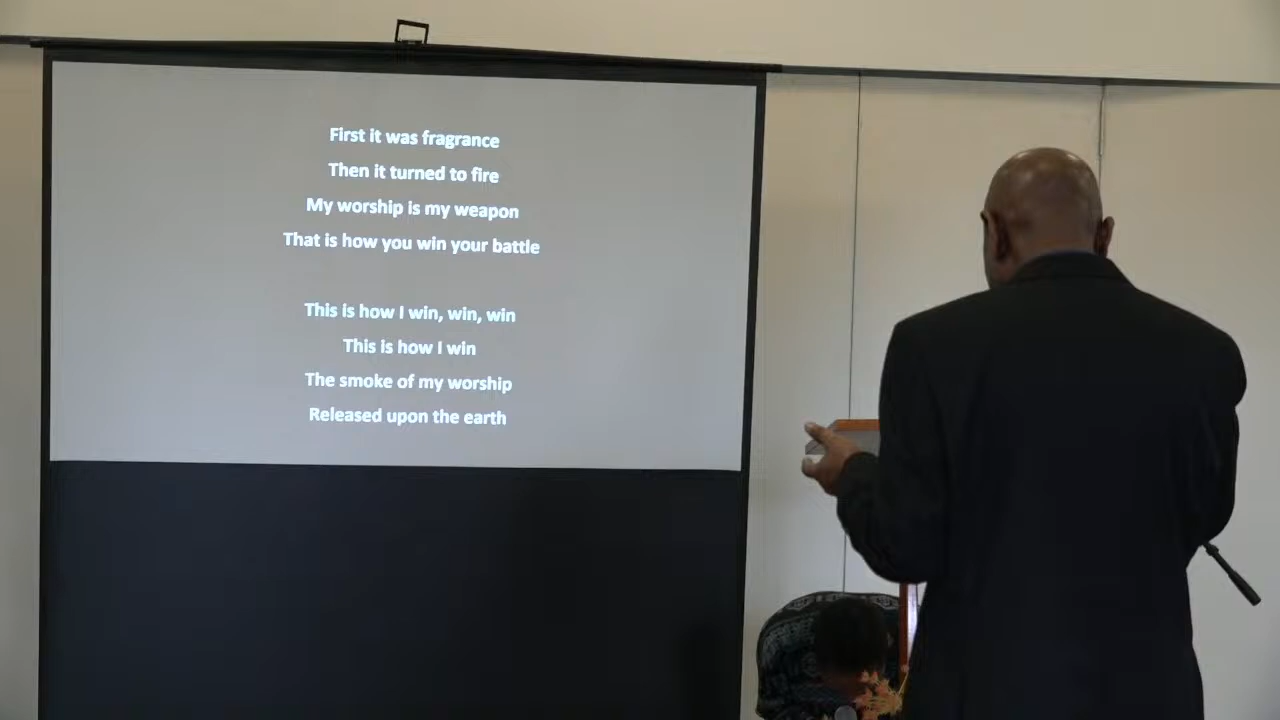 First it was fragrance
Then it turned to fire
My worship is my weapon
That is how you win your battle
This is how I win, win, win
This is how I win
The smoke of my worship
Released upon the earth